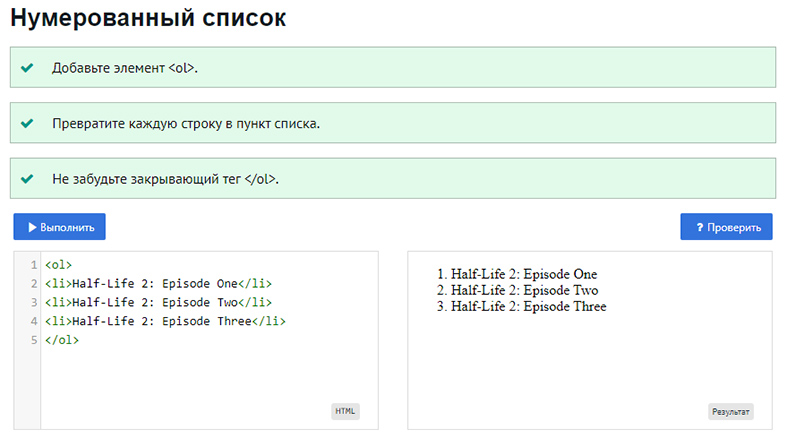 Нумерованный список
Добавьте элемент <ol>.
Превратите каждую строку в пункт списка.
Не забудьте закрывающий тег </ol>.
Выполнить
? Проверить
1 <ol>
2 <li>Half-Life 2: Episode One</li>
3 <li>Half-Life 2: Episode Two</li>
4 <li>Half-Life 2: Episode Three</li>
5 </ol>
HTML
1. Half-Life 2: Episode One
2. Half-Life 2: Episode Two
3. Half-Life 2: Episode Three
Результат